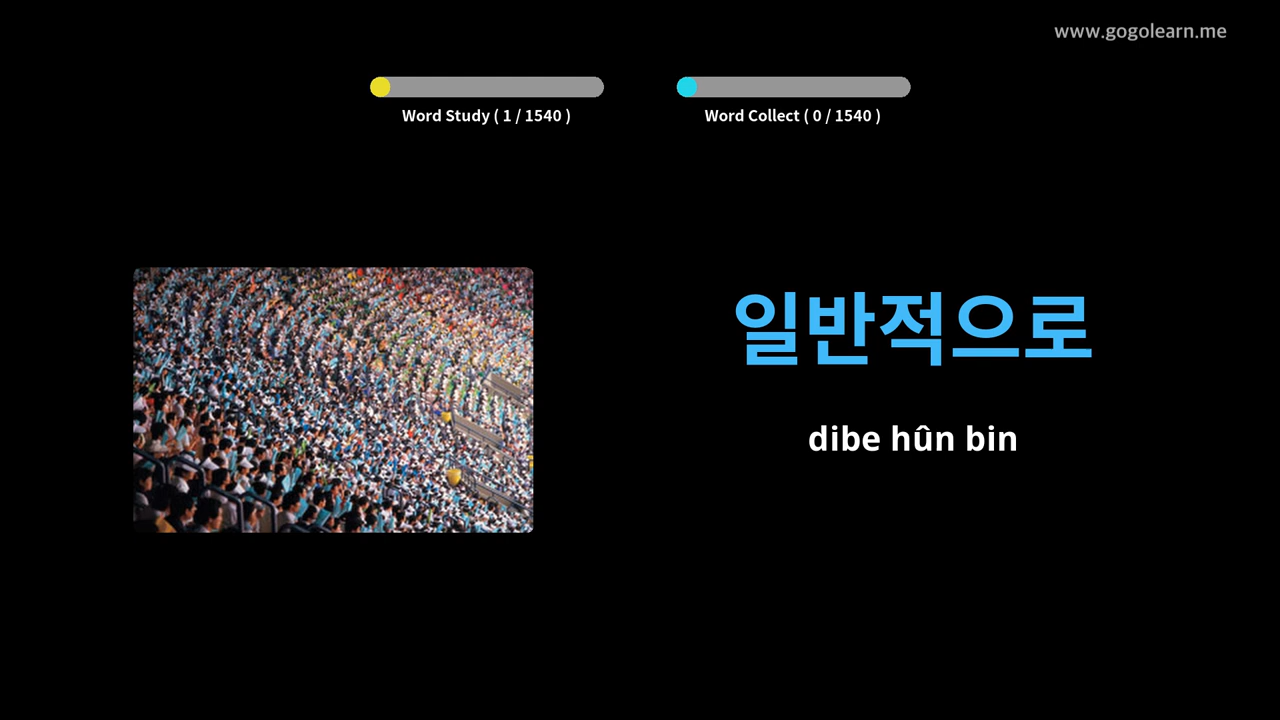 www.gogolearn.me
Word Study ( 1 / 1540 )
Word Collect ( 0 / 1540 )
일반적으로
dibe hûn bin